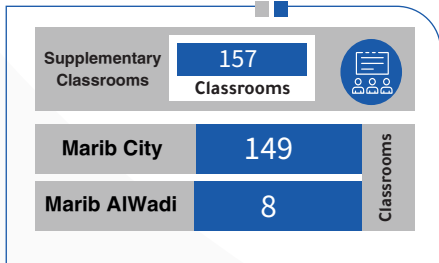 Supplementary
Classrooms
157
Classrooms
Marib City
149
Marib AlWadi
8
Classrooms